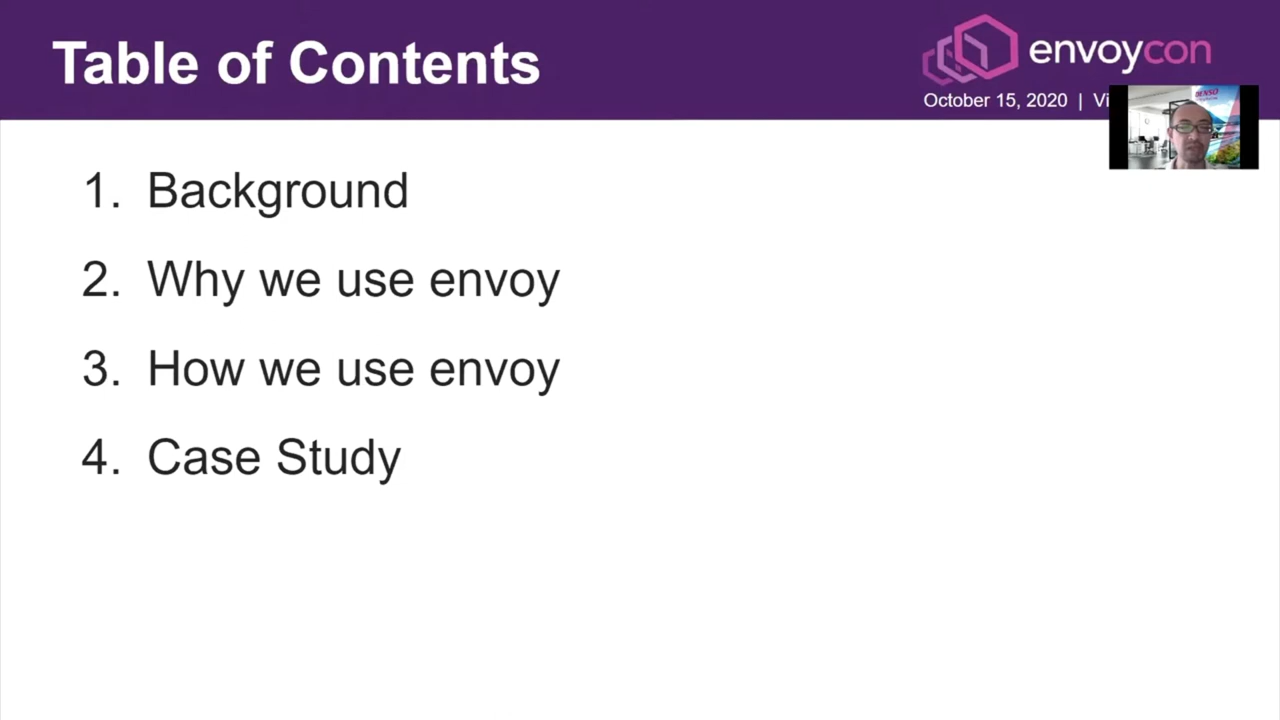 Table of Contents
envoycon
October 15, 2020 | Vi
DENSO
1. Background
2. Why we use envoy
3. How we use envoy
4. Case Study